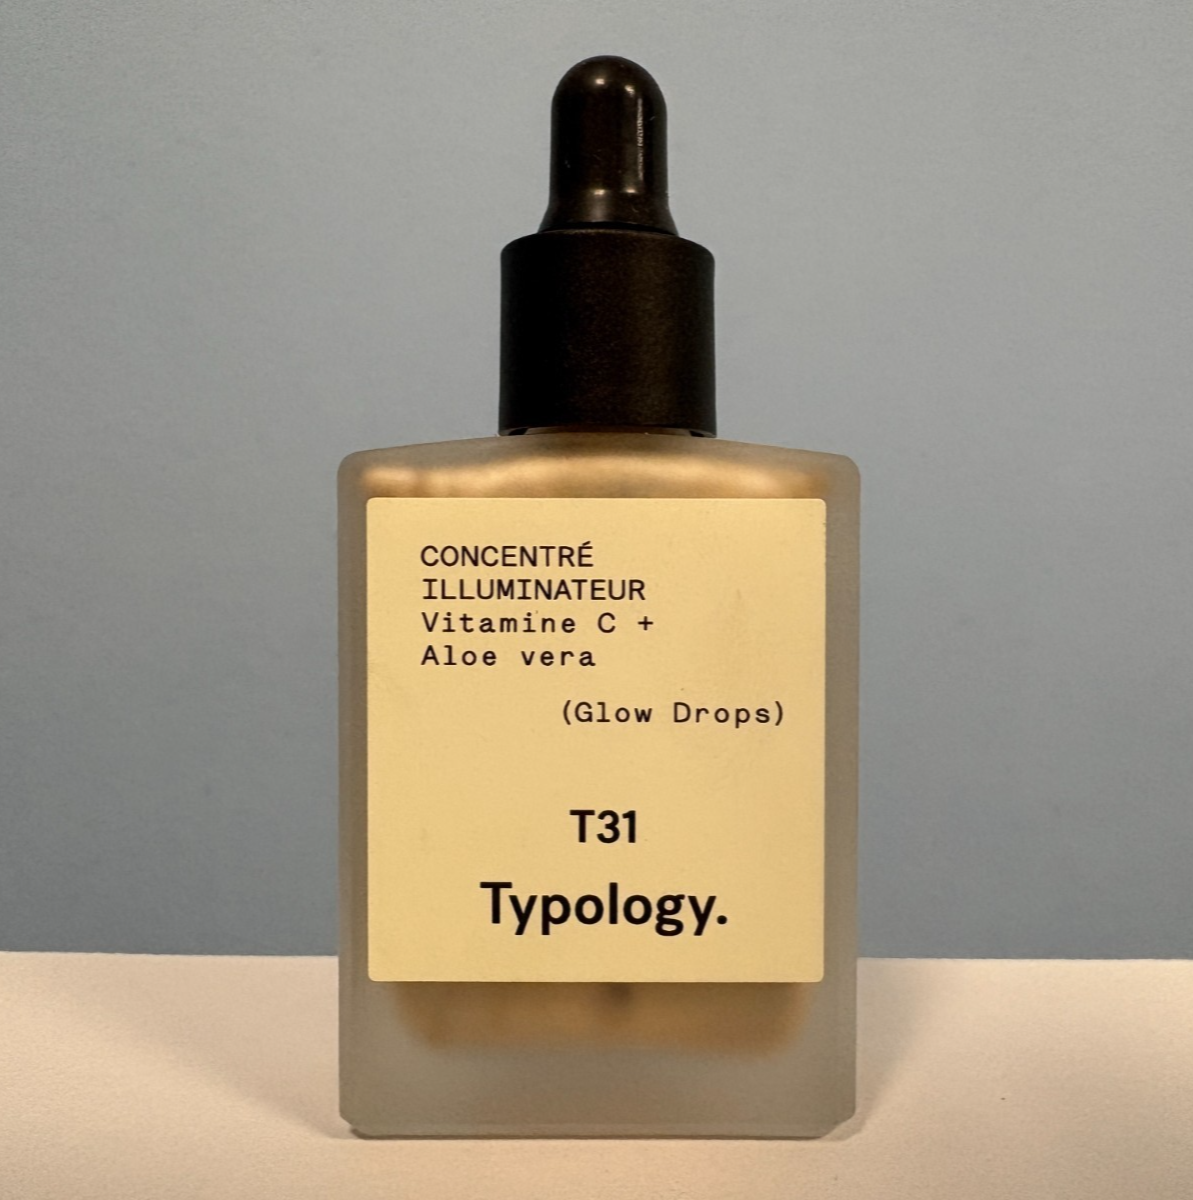 CONCENTRÉ
ILLUMINATEUR
Vitamine C +
Aloe vera
(Glow Drops)
T31
Typology.